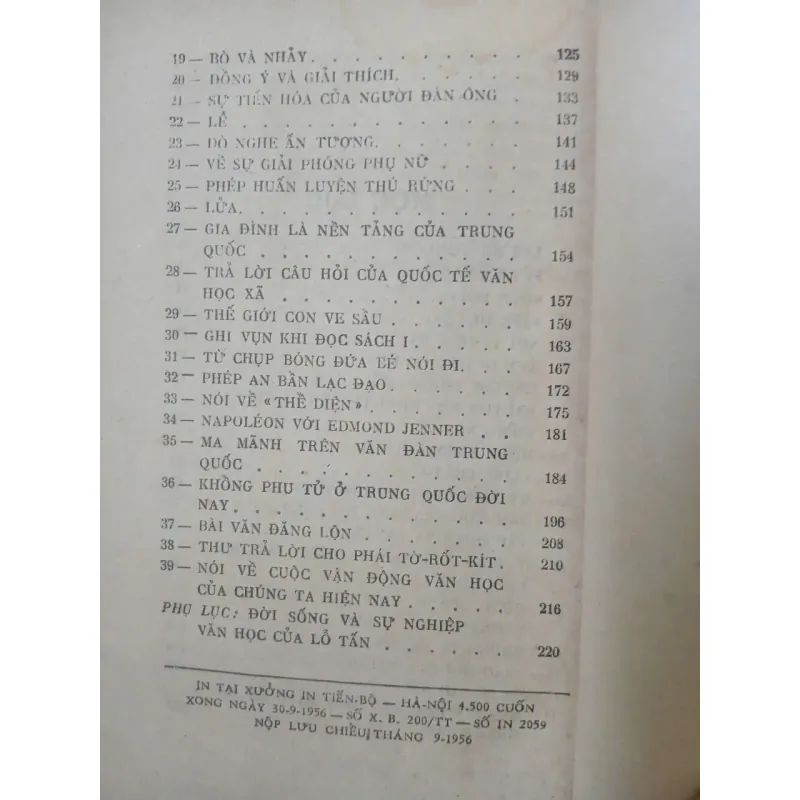 19 — BÒ VÀ NHẢY. . . . . . . . . . 125
20 — ĐỒNG Ý VÀ GIẢI THÍCH. . . . . . 129
21 — SỰ TIẾN HÓA CỦA NGƯỜI ĐÀN ÔNG . 133
22 — LỄ . . . . . . . . . . . . . 137
23 — ĐÒ NGHE ẤN TƯỢNG. . . . . . . 141
24 — VỀ SỰ GIẢI PHÓNG PHỤ NỮ . . . . 144
25 — PHÉP HUẤN LUYỆN THÚ RỪNG . . . 148
26 — LỬA. . . . . . . . . . . . . 151
27 — GIA ĐÌNH LÀ NỀN TẢNG CỦA TRUNG
QUỐC . . . . . . . . . . . 154
28 — TRẢ LỜI CÂU HỎI CỦA QUỐC TẾ VĂN
HỌC XÃ . . . . . . . . . . 157
29 — THẾ GIỚI CON VE SẦU . . . . . . 159
30 — GHI VỤN KHI ĐỌC SÁCH I . . . . . 163
31 — TỪ CHỤP BÓNG ĐỨA BÉ NÓI ĐI. . . 167
32 — PHÉP AN BẦN LẠC ĐẠO . . . . . . 172
33 — NÓI VỀ «THỂ DIỆN» . . . . . . . 175
34 — NAPOLÉON VỚI EDMOND JENNER . . 181
35 — MA MÃNH TRÊN VĂN ĐÀN TRUNG
QUỐC . . . . . . . . . . . 184
36 — KHỔNG PHU TỬ Ở TRUNG QUỐC ĐỜI
NAY. . . . . . . . . . . . 196
37 — BÀI VĂN ĐĂNG LỘN . . . . . . . 208
38 — THƯ TRẢ LỜI CHO PHÁI TỜ-RỐT-KÍT. 210
39 — NÓI VỀ CUỘC VẬN ĐỘNG VĂN HỌC
CỦA CHÚNG TA HIỆN NAY . . . . . 216
PHỤ LỤC: ĐỜI SỐNG VÀ SỰ NGHIỆP
VĂN HỌC CỦA LỖ TẤN . . . . . . 220
IN TẠI XƯỞNG IN TIẾN-BỘ — HÀ-NỘI 4.500 CUỐN
XONG NGÀY 30-9-1956 — SỐ X. B. 200/TT — SỐ IN 2059
NỘP LƯU CHIỂU THÁNG 9-1956